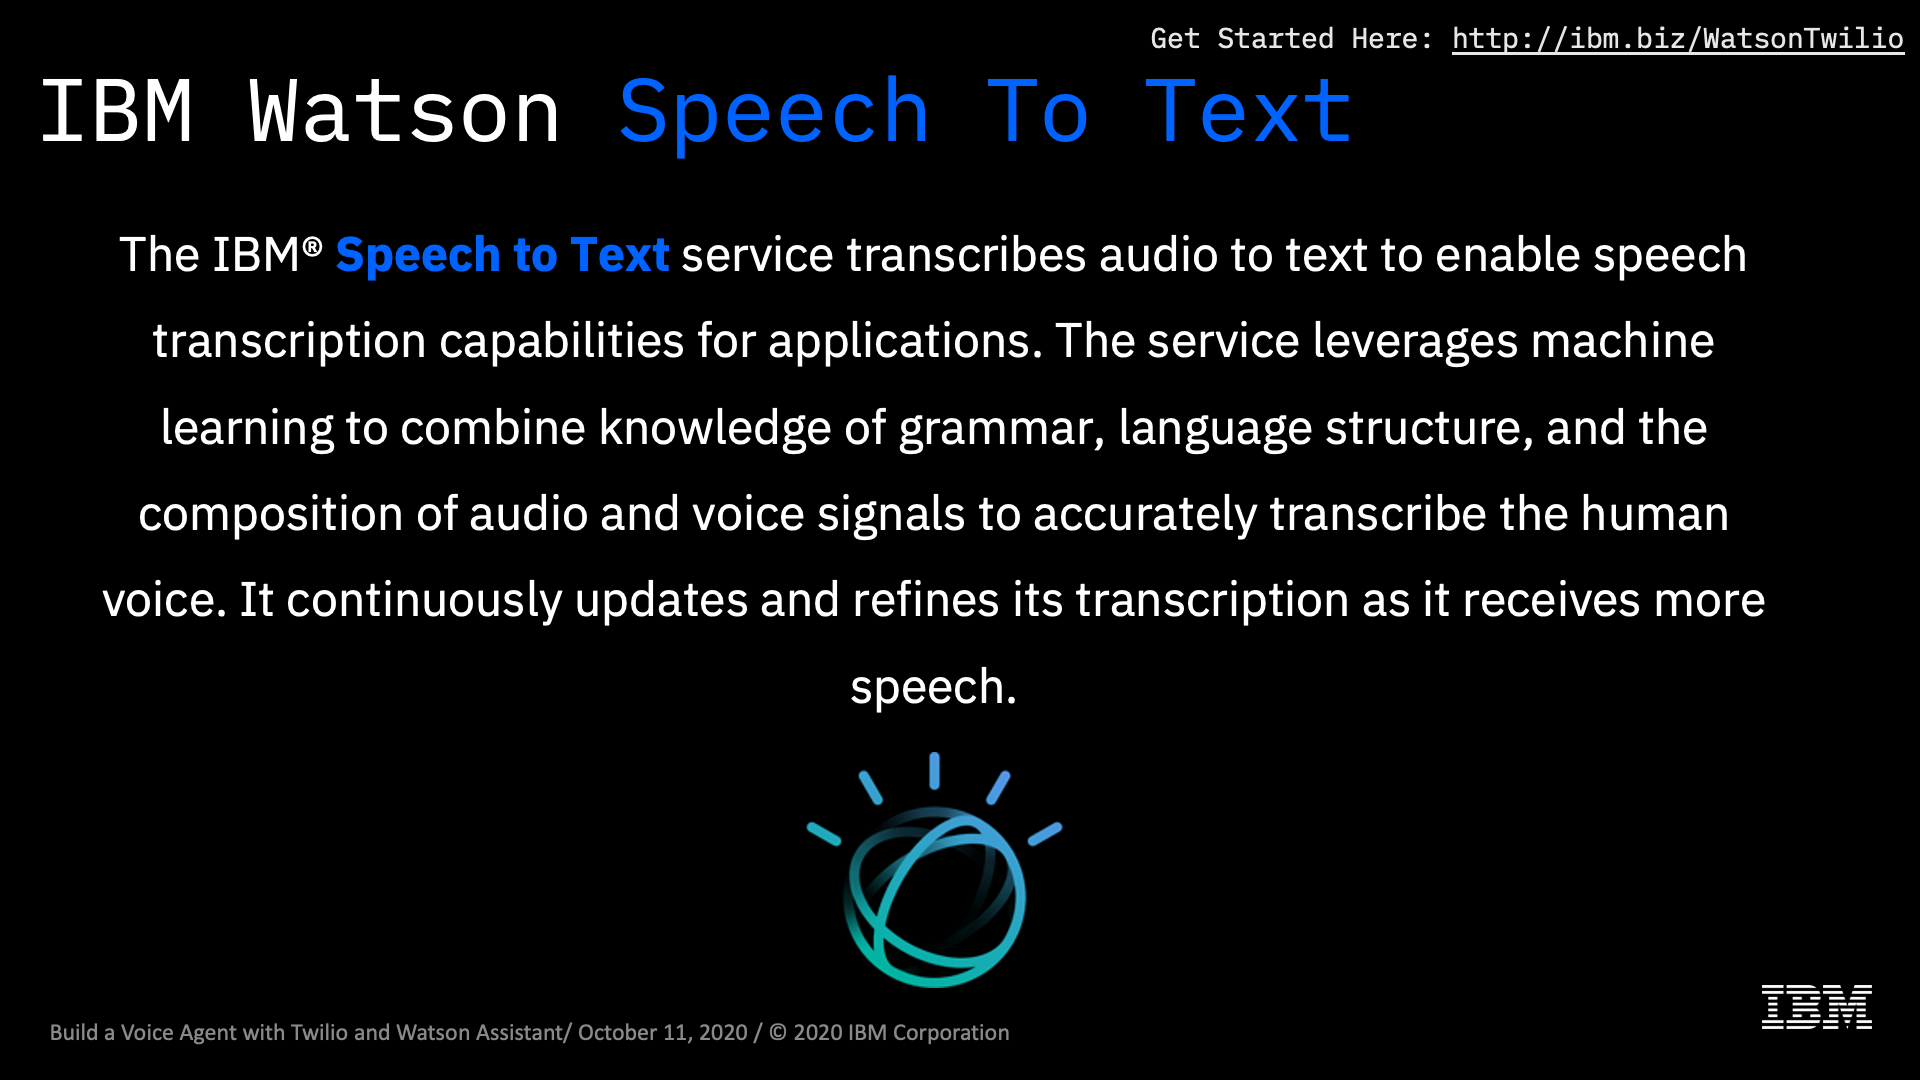 Get Started Here: http://ibm.biz/WatsonTwilio
IBM Watson Speech To Text
The IBM® Speech to Text service transcribes audio to text to enable speech
transcription capabilities for applications. The service leverages machine
learning to combine knowledge of grammar, language structure, and the
composition of audio and voice signals to accurately transcribe the human
voice. It continuously updates and refines its transcription as it receives more
speech.
IBM
Build a Voice Agent with Twilio and Watson Assistant/ October 11, 2020 / © 2020 IBM Corporation